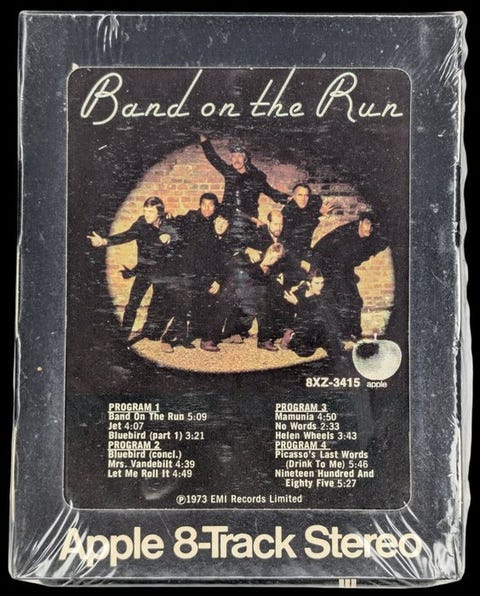 Band on the Run
8XZ-3415 apple
PROGRAM 1
Band On The Run 5:09
Jet 4:07
Bluebird (part 1) 3:21
PROGRAM 2
Bluebird (concl.)
Mrs. Vandebilt 4:39
Let Me Roll It 4:49
PROGRAM 3
Mamunia 4:50
No Words 2:33
Helen Wheels 3:43
PROGRAM 4
Picasso's Last Words
(Drink To Me) 5:46
Nineteen Hundred And
Eighty Five 5:27
℗1973 EMI Records Limited
Apple 8-Track Stereo